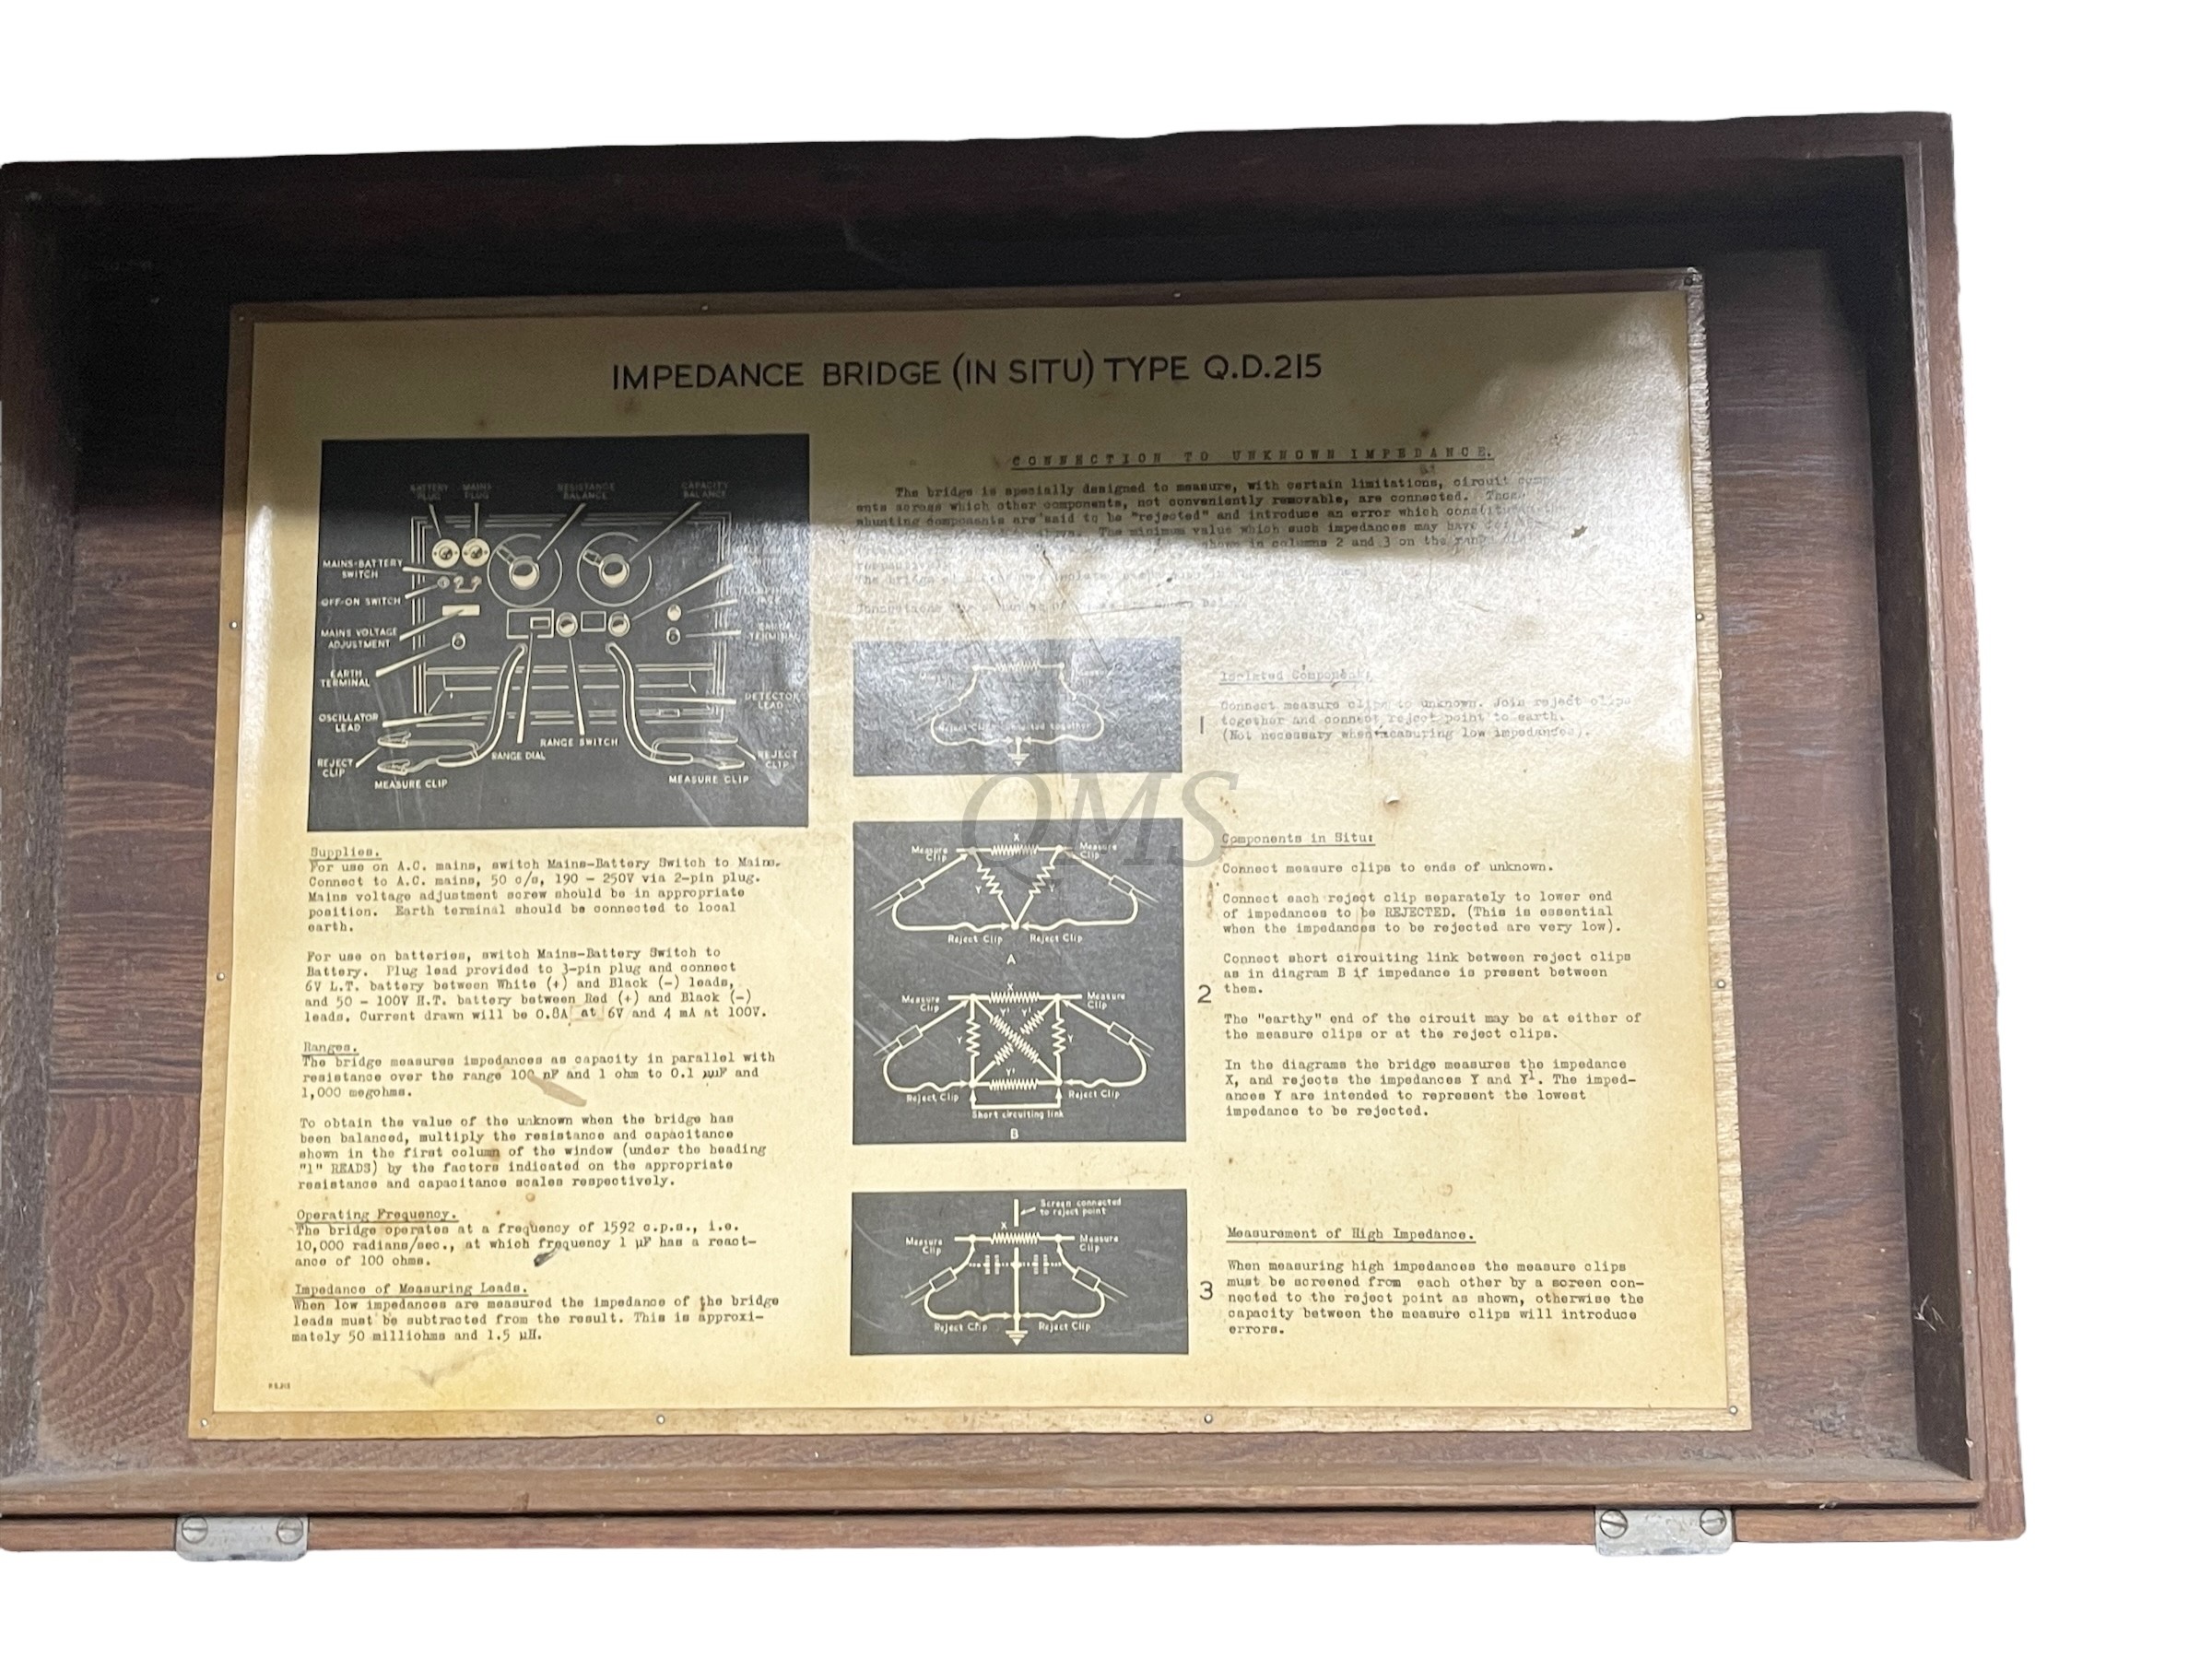 IMPEDANCE BRIDGE (IN SITU) TYPE Q.D.215
BATTERY PLUG
MAINS PLUG
RESISTANCE BALANCE
CAPACITY BALANCE
MAINS-BATTERY SWITCH
OFF-ON SWITCH
MAINS VOLTAGE ADJUSTMENT
EARTH TERMINAL
OSCILLATOR LEAD
REJECT CLIP
MEASURE CLIP
RANGE DIAL
RANGE SWITCH
TERMINAL
DETECTOR LEAD
REJECT CLIP
MEASURE CLIP
Supplies.
For use on A.C. mains, switch Mains-Battery Switch to Mains.
Connect to A.C. mains, 50 c/s, 190 - 250V via 2-pin plug.
Mains voltage adjustment screw should be in appropriate
position. Earth terminal should be connected to local
earth.
For use on batteries, switch Mains-Battery Switch to
Battery. Plug lead provided to 3-pin plug and connect
6V L.T. battery between White (+) and Black (-) leads,
and 50 - 100V H.T. battery between Red (+) and Black (-)
leads. Current drawn will be 0.8A at 6V and 4 mA at 100V.
Ranges.
The bridge measures impedances as capacity in parallel with
resistance over the range 100 nF and 1 ohm to 0.1 µµF and
1,000 megohms.
To obtain the value of the unknown when the bridge has
been balanced, multiply the resistance and capacitance
shown in the first column of the window (under the heading
"1" READS) by the factors indicated on the appropriate
resistance and capacitance scales respectively.
Operating Frequency.
The bridge operates at a frequency of 1592 c.p.s., i.e.
10,000 radians/sec., at which frequency 1 µF has a react-
ance of 100 ohms.
Impedance of Measuring Leads.
When low impedances are measured the impedance of the bridge
leads must be subtracted from the result. This is approxi-
mately 50 milliohms and 1.5 µH.
CONNECTION TO UNKNOWN IMPEDANCE.
The bridge is specially designed to measure, with certain limitations, circuit
ents across which other components, not conveniently removable, are connected.
shunting components are said to be "rejected" and introduce an error which
The minimum value which such impedances may have
shown in columns 2 and 3 on the
respectively
The bridge
1
Isolated Component:
Connect measure clips to unknown. Join reject clips
together and connect reject point to earth.
(Not necessary when measuring low impedances).
QMS
X
Measure Clip
Measure Clip
Y
Y
Reject Clip
Reject Clip
A
X
Measure Clip
Measure Clip
Y
Y'
Y'
Y
Y'
Reject Clip
Reject Clip
Short circuiting link
B
2
Components in Situ:
Connect measure clips to ends of unknown.
Connect each reject clip separately to lower end
of impedances to be REJECTED. (This is essential
when the impedances to be rejected are very low).
Connect short circuiting link between reject clips
as in diagram B if impedance is present between
them.
The "earthy" end of the circuit may be at either of
the measure clips or at the reject clips.
In the diagrams the bridge measures the impedance
X, and rejects the impedances Y and Y¹. The imped-
ances Y are intended to represent the lowest
impedance to be rejected.
Screen connected
to reject point
X
Measure Clip
Measure Clip
Reject Clip
Reject Clip
3
Measurement of High Impedance.
When measuring high impedances the measure clips
must be screened from each other by a screen con-
nected to the reject point as shown, otherwise the
capacity between the measure clips will introduce
errors.